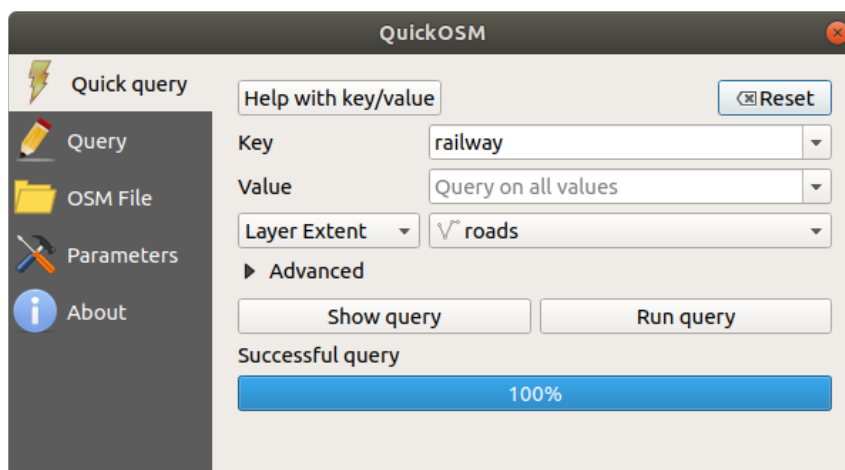 QuickOSM
Quick query
Query
OSM File
Parameters
About
Help with key/value
Reset
Key
railway
Value
Query on all values
Layer Extent
roads
Advanced
Show query
Run query
Successful query
100%